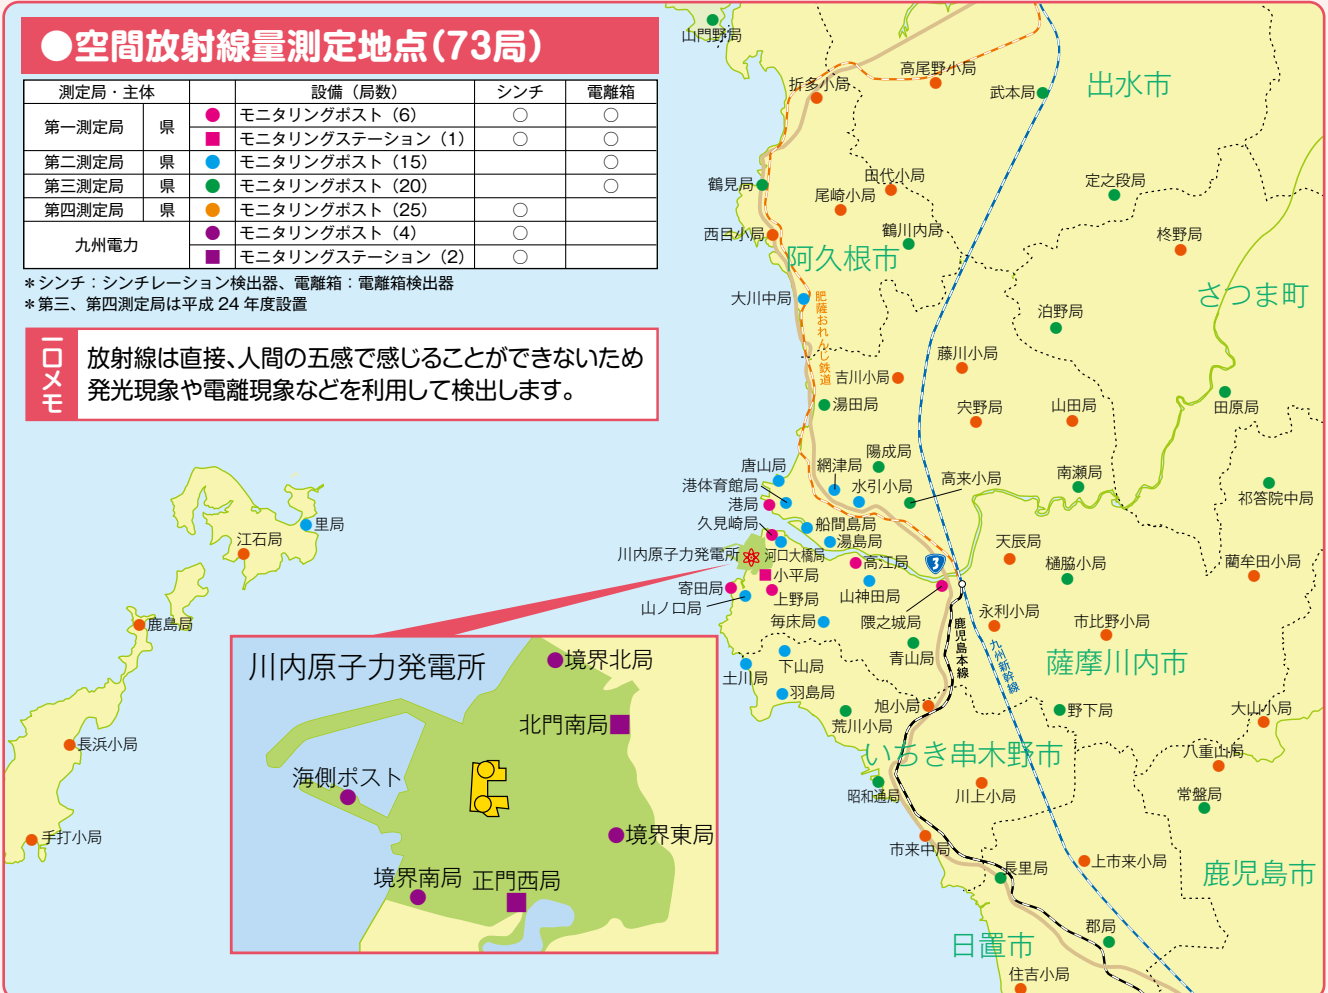 ●空間放射線量測定地点(73局)
測定局・主体 設備（局数） シンチ 電離箱
第一測定局 県 モニタリングポスト（6） ○ ○
モニタリングステーション（1） ○ ○
第二測定局 県 モニタリングポスト（15） ○
第三測定局 県 モニタリングポスト（20） ○
第四測定局 県 モニタリングポスト（25） ○
九州電力 モニタリングポスト（4） ○
モニタリングステーション（2） ○
＊シンチ：シンチレーション検出器、電離箱：電離箱検出器
＊第三、第四測定局は平成 24 年度設置
一口メモ
放射線は直接、人間の五感で感じることができないため
発光現象や電離現象などを利用して検出します。
山門野局
折多小局
高尾野小局
武本局
出水市
鶴見局
田代小局
尾崎小局
定之段局
西目小局
鶴川内局
柊野局
阿久根市
さつま町
大川中局
肥薩おれんじ鉄道
泊野局
藤川小局
吉川小局
湯田局
宍野局
山田局
田原局
唐山局
網津局
陽成局
港体育館局
水引小局
高来小局
南瀬局
祁答院中局
港局
久見崎局
船間島局
湯島局
川内原子力発電所
河口大橋局
高江局
3
天辰局
樋脇小局
藺牟田小局
小平局
寄田局
上野局
山神田局
山ノ口局
毎床局
隈之城局
鹿児島本線
永利小局
市比野小局
九州新幹線
青山局
薩摩川内市
下山局
土川局
羽島局
荒川小局
旭小局
野下局
大山小局
いちき串木野市
八重山局
昭和通局
川上小局
常盤局
市来中局
長里局
上市来小局
鹿児島市
郡局
日置市
住吉小局
里局
江石局
鹿島局
長浜小局
手打小局
川内原子力発電所
境界北局
北門南局
海側ポスト
境界東局
境界南局
正門西局